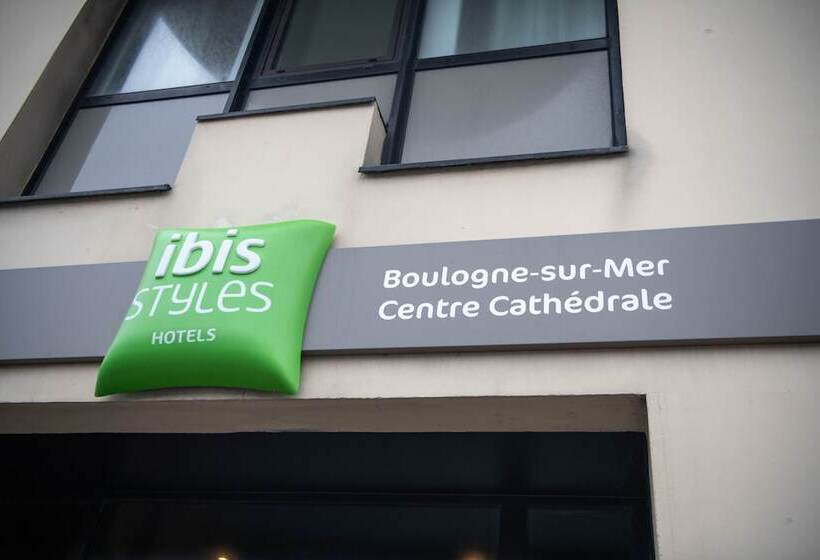 ibis
STYLES
HOTELS
Boulogne-sur-Mer
Centre Cathédrale